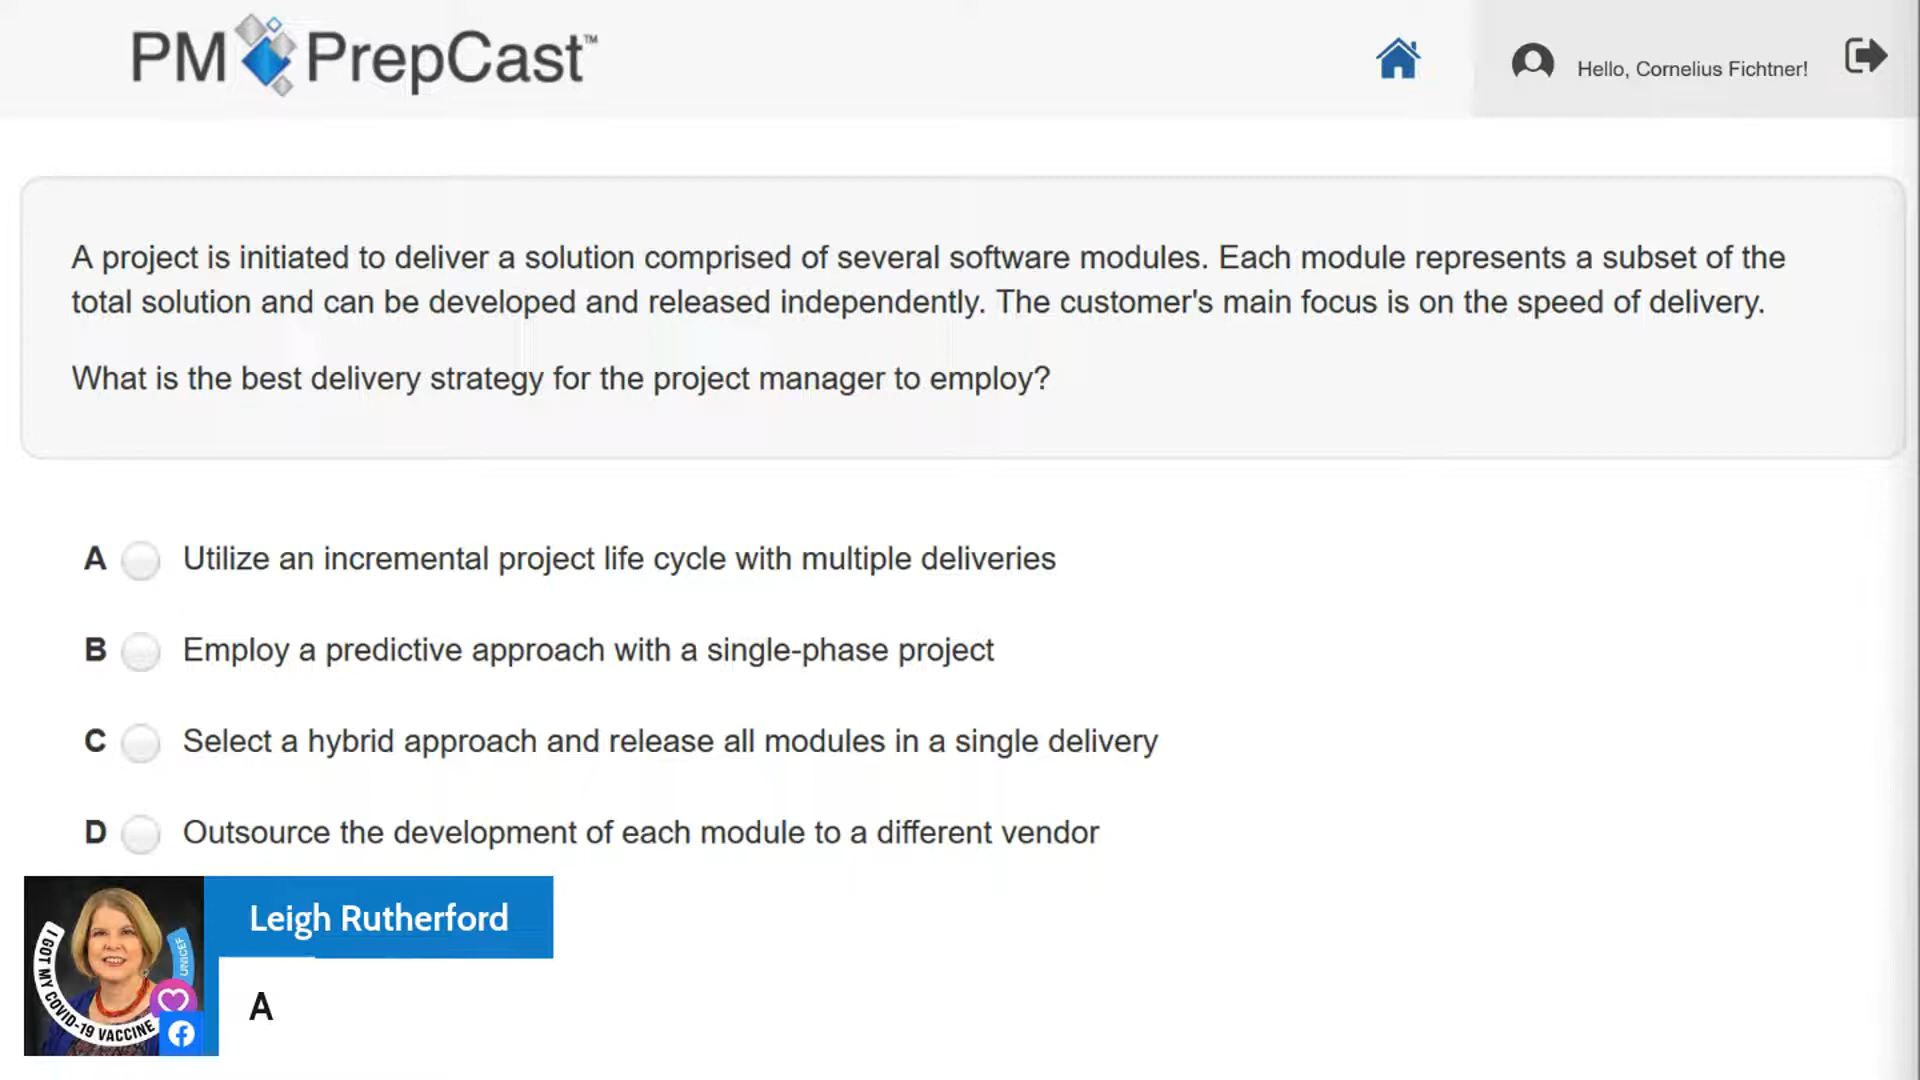 PM PrepCast™
Hello, Cornelius Fichtner!
A project is initiated to deliver a solution comprised of several software modules. Each module represents a subset of the
total solution and can be developed and released independently. The customer's main focus is on the speed of delivery.
What is the best delivery strategy for the project manager to employ?
A Utilize an incremental project life cycle with multiple deliveries
B Employ a predictive approach with a single-phase project
C Select a hybrid approach and release all modules in a single delivery
D Outsource the development of each module to a different vendor
Leigh Rutherford
I GOT MY COVID-19 VACCINE
UNICEF
A